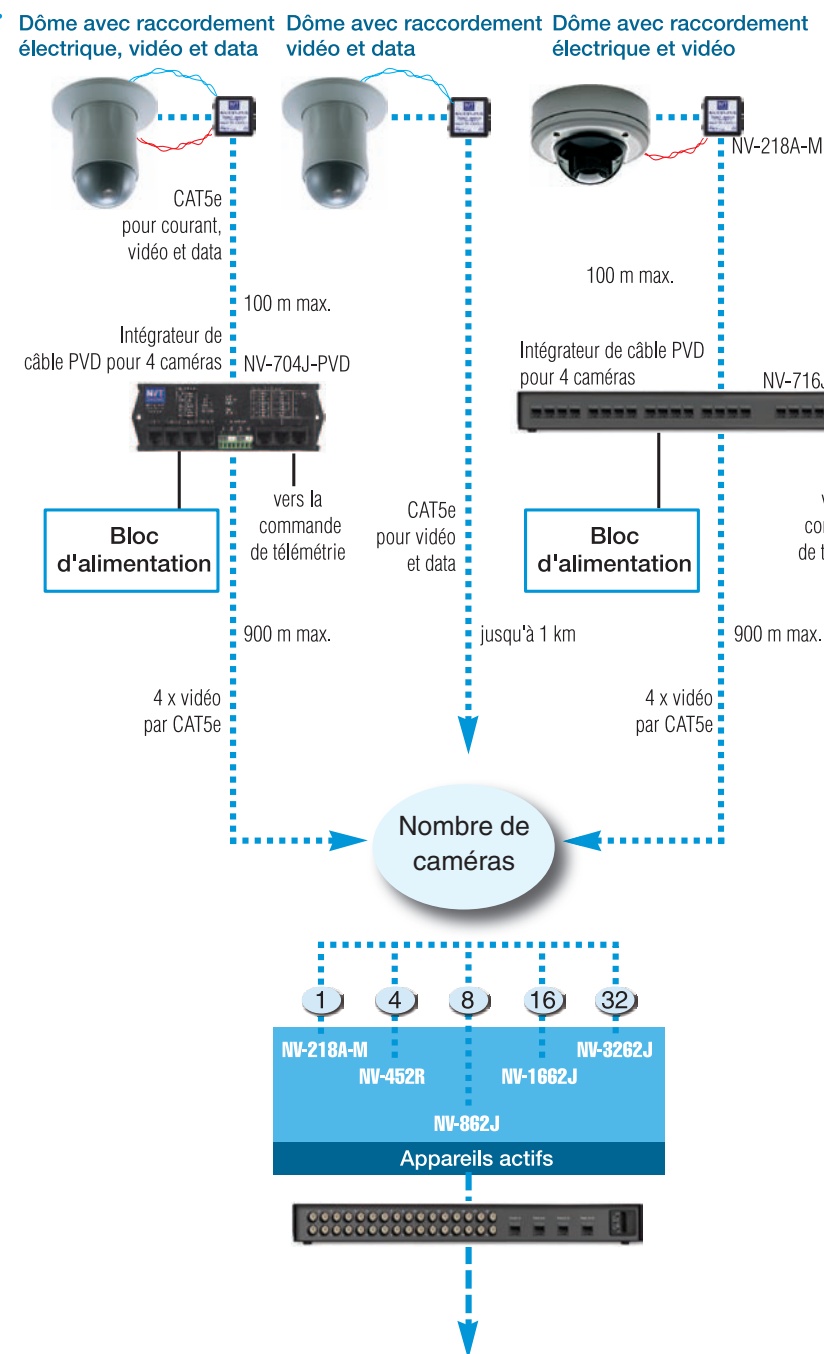 Dôme avec raccordement
électrique, vidéo et data
Dôme avec raccordement
vidéo et data
Dôme avec raccordement
électrique et vidéo
NV-218A-M
CAT5e
pour courant,
vidéo et data
100 m max.
100 m max.
Intégrateur de
câble PVD pour 4 caméras
NV-704J-PVD
Intégrateur de câble PVD
pour 4 caméras
NV-716J
Bloc
d'alimentation
vers la
commande
de télémétrie
CAT5e
pour vidéo
et data
Bloc
d'alimentation
v
con
de t
900 m max.
jusqu'à 1 km
900 m max.
4 x vidéo
par CAT5e
4 x vidéo
par CAT5e
Nombre de
caméras
1
4
8
16
32
NV-218A-M
NV-3262J
NV-452R
NV-1662J
NV-862J
Appareils actifs